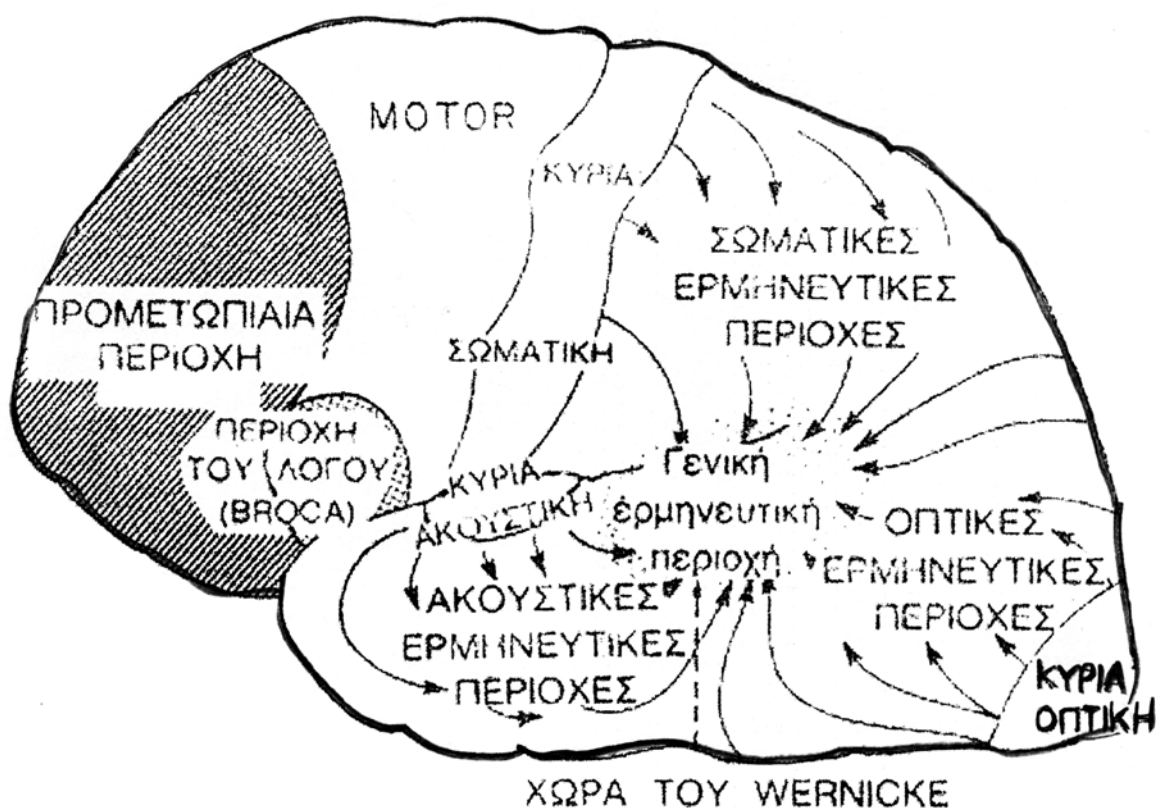 MOTOR
ΚΥΡΙΑ
ΣΩΜΑΤΙΚΗ
ΣΩΜΑΤΙΚΕΣ
ΕΡΜΗΝΕΥΤΙΚΕΣ
ΠΕΡΙΟΧΕΣ
ΠΡΟΜΕΤΩΠΙΑΙΑ
ΠΕΡΙΟΧΗ
ΠΕΡΙΟΧΗ
ΤΟΥ ΛΟΓΟΥ
(BROCA)
ΚΥΡΙΑ
ΑΚΟΥΣΤΙΚΗ
Γενική
έρμηνευτική
περιοχή
ΟΠΤΙΚΕΣ
ΕΡΜΗΝΕΥΤΙΚΕΣ
ΠΕΡΙΟΧΕΣ
ΑΚΟΥΣΤΙΚΕΣ
ΕΡΜΗΝΕΥΤΙΚΕΣ
ΠΕΡΙΟΧΕΣ
ΚΥΡΙΑ
ΟΠΤΙΚΗ
ΧΩΡΑ ΤΟΥ WERNICKE